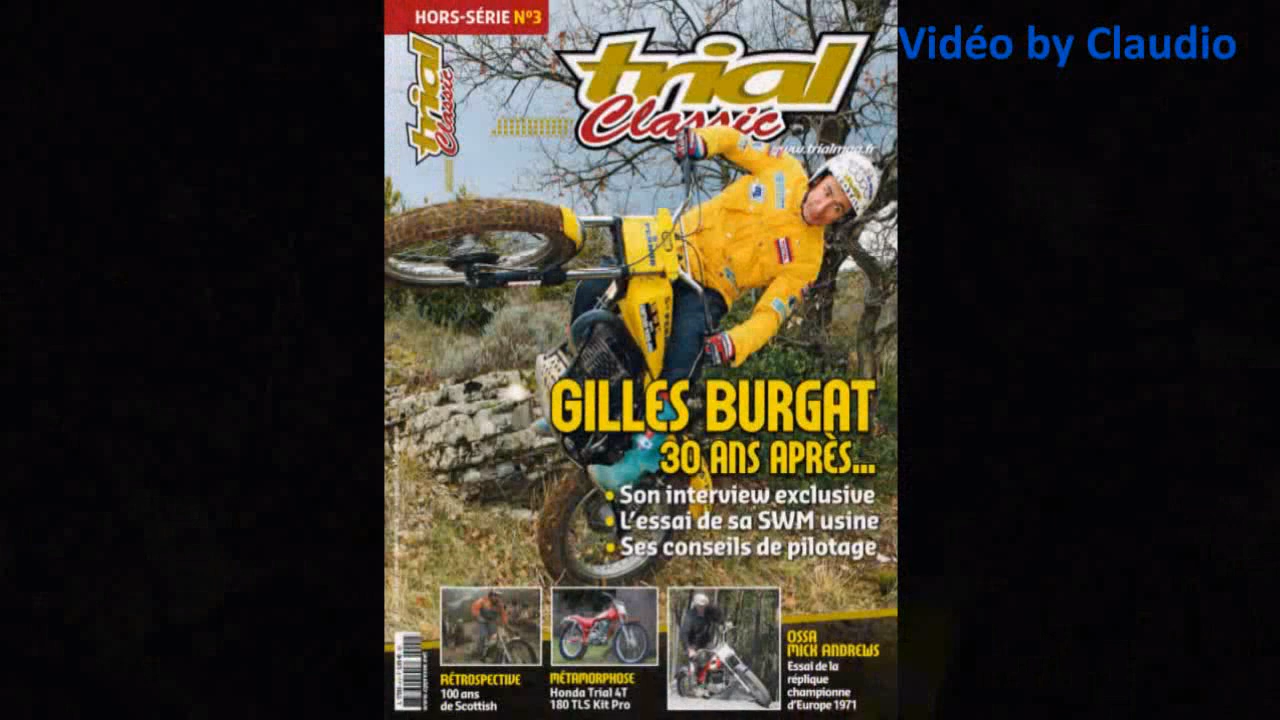 HORS-SÉRIE Nº3
Vidéo by Claudio
trial
Classic
trial
Classic
www.trialmag.fr
GILLES BURGAT
30 ANS APRÈS...
• Son interview exclusive
• L'essai de sa SWM usine
• Ses conseils de pilotage
RÉTROSPECTIVE
100 ans
de Scottish
MÉTAMORPHOSE
Honda Trial 4T
180 TLS Kit Pro
OSSA
MICK ANDREWS
Essai de la
réplique
championne
d'Europe 1971